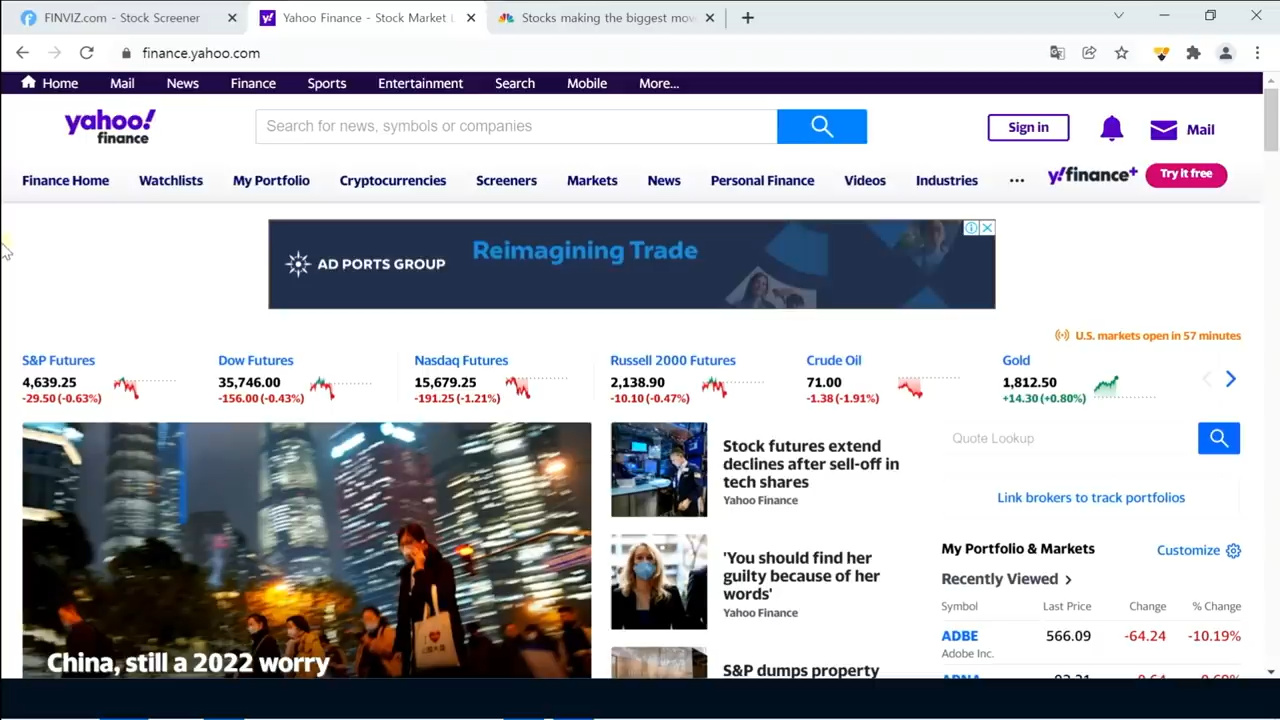 FINVIZ.com - Stock Screener
Yahoo Finance - Stock Market L
Stocks making the biggest mov
finance.yahoo.com
Home Mail News Finance Sports Entertainment Search Mobile More...
yahoo!
finance
Search for news, symbols or companies
Sign in
Mail
Finance Home Watchlists My Portfolio Cryptocurrencies Screeners Markets News Personal Finance Videos Industries ... y!finance+ Try it free
AD PORTS GROUP
Reimagining Trade
U.S. markets open in 57 minutes
S&P Futures
4,639.25
-29.50 (-0.63%)
Dow Futures
35,746.00
-156.00 (-0.43%)
Nasdaq Futures
15,679.25
-191.25 (-1.21%)
Russell 2000 Futures
2,138.90
-10.10 (-0.47%)
Crude Oil
71.00
-1.38 (-1.91%)
Gold
1,812.50
+14.30 (+0.80%)
China, still a 2022 worry
Stock futures extend
declines after sell-off in
tech shares
Yahoo Finance
'You should find her
guilty because of her
words'
Yahoo Finance
S&P dumps property
Quote Lookup
Link brokers to track portfolios
My Portfolio & Markets
Customize
Recently Viewed >
Symbol Last Price Change % Change
ADBE 566.09 -64.24 -10.19%
Adobe Inc.